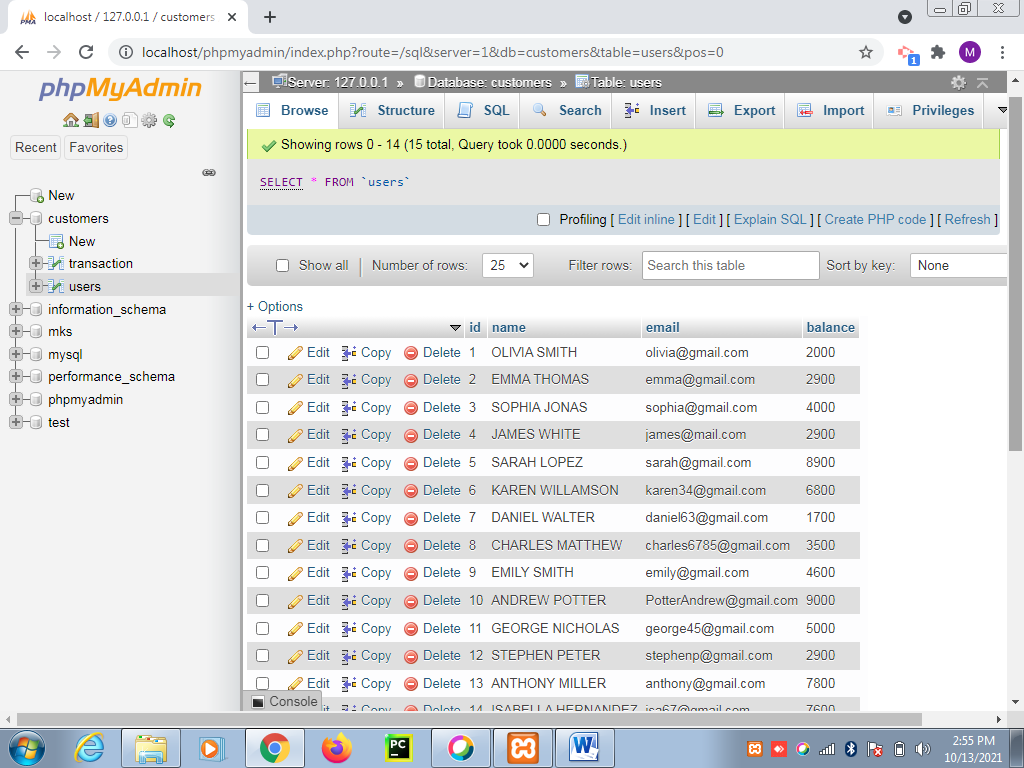 localhost / 127.0.0.1 / customers
localhost/phpmyadmin/index.php?route=/sql&server=1&db=customers&table=users&pos=0
1
M
phpMyAdmin
Recent
Favorites
New
customers
New
transaction
users
information_schema
mks
mysql
performance_schema
phpmyadmin
test
Server: 127.0.0.1 » Database: customers » Table: users
Browse Structure SQL Search Insert Export Import Privileges
Showing rows 0 - 14 (15 total, Query took 0.0000 seconds.)
SELECT * FROM `users`
Profiling [ Edit inline ] [ Edit ] [ Explain SQL ] [ Create PHP code ] [ Refresh ]
Show all Number of rows: 25 Filter rows: Search this table Sort by key: None
+ Options
←T→ id name email balance
Edit Copy Delete 1 OLIVIA SMITH olivia@gmail.com 2000
Edit Copy Delete 2 EMMA THOMAS emma@gmail.com 2900
Edit Copy Delete 3 SOPHIA JONAS sophia@gmail.com 4000
Edit Copy Delete 4 JAMES WHITE james@mail.com 2900
Edit Copy Delete 5 SARAH LOPEZ sarah@gmail.com 8900
Edit Copy Delete 6 KAREN WILLAMSON karen34@gmail.com 6800
Edit Copy Delete 7 DANIEL WALTER daniel63@gmail.com 1700
Edit Copy Delete 8 CHARLES MATTHEW charles6785@gmail.com 3500
Edit Copy Delete 9 EMILY SMITH emily@gmail.com 4600
Edit Copy Delete 10 ANDREW POTTER PotterAndrew@gmail.com 9000
Edit Copy Delete 11 GEORGE NICHOLAS george45@gmail.com 5000
Edit Copy Delete 12 STEPHEN PETER stephenp@gmail.com 2900
Edit Copy Delete 13 ANTHONY MILLER anthony@gmail.com 7800
Edit Copy Delete 14 ISABELLA HERNANDEZ isa67@gmail.com 7600
Console
PC
W
2:55 PM
10/13/2021